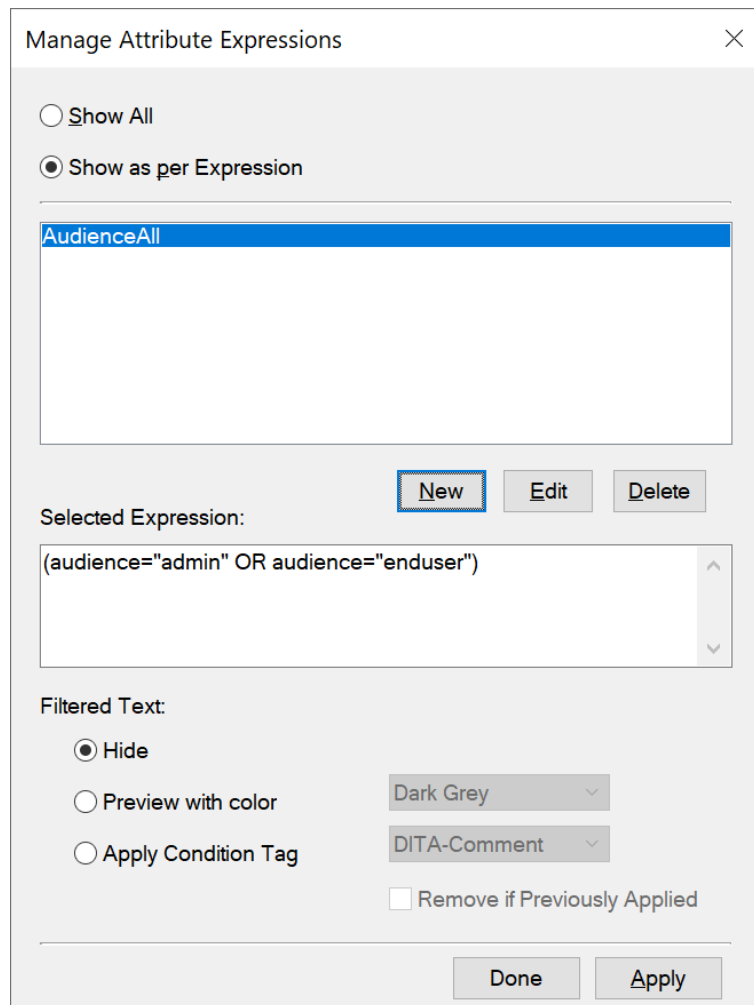 Manage Attribute Expressions
Show All
Show as per Expression
AudienceAll
New Edit Delete
Selected Expression:
(audience="admin" OR audience="enduser")
Filtered Text:
Hide
Preview with color Dark Grey
Apply Condition Tag DITA-Comment
Remove if Previously Applied
Done Apply